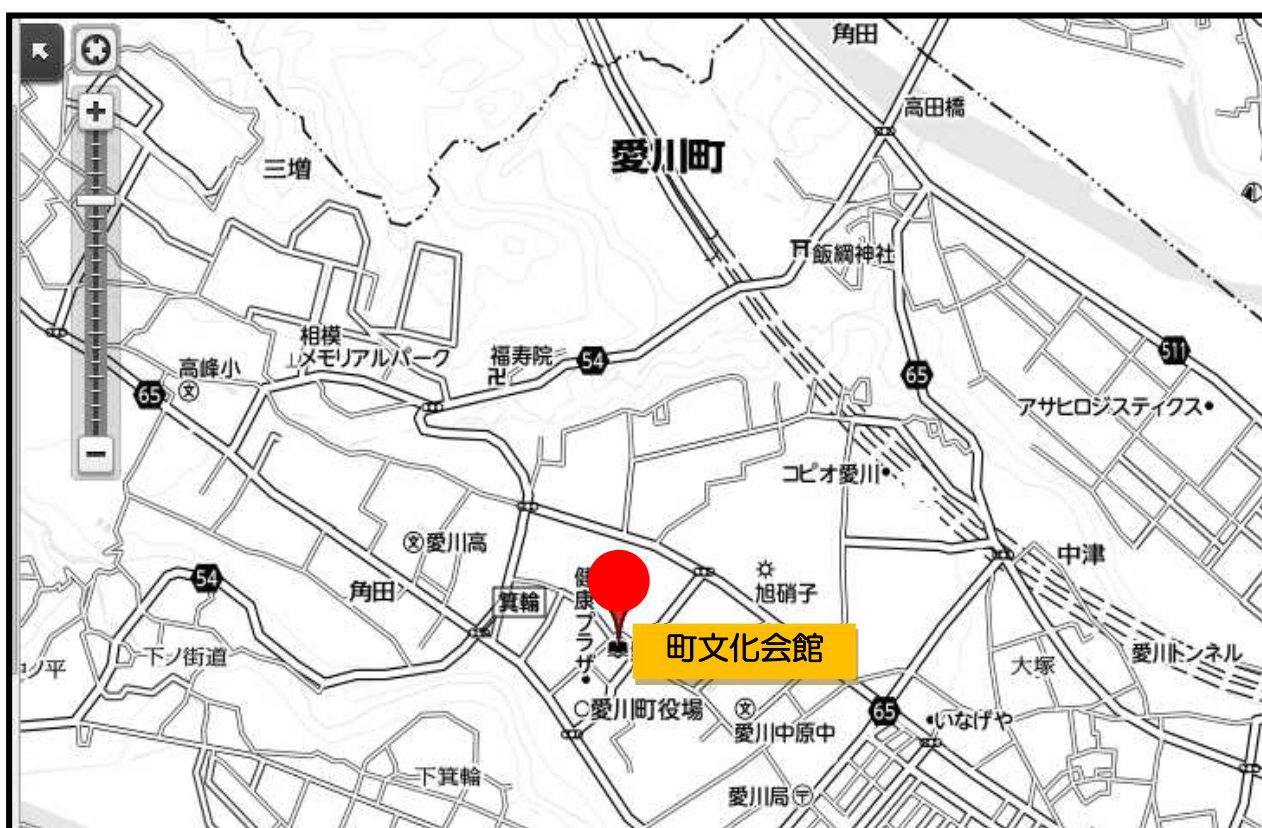 角田
高田橋
愛川町
三増
飯綱神社
相模
メモリアルパーク
福寿院
54
511
高峰小
65
65
文
アサヒロジスティクス
コピオ愛川
文
愛川高
中津
健康プラザ
旭硝子
54
角田
箕輪
町文化会館
下ノ街道
ノ平
大塚
愛川トンネル
愛川町役場
文
愛川中原中
65
いなげや
下箕輪
愛川局